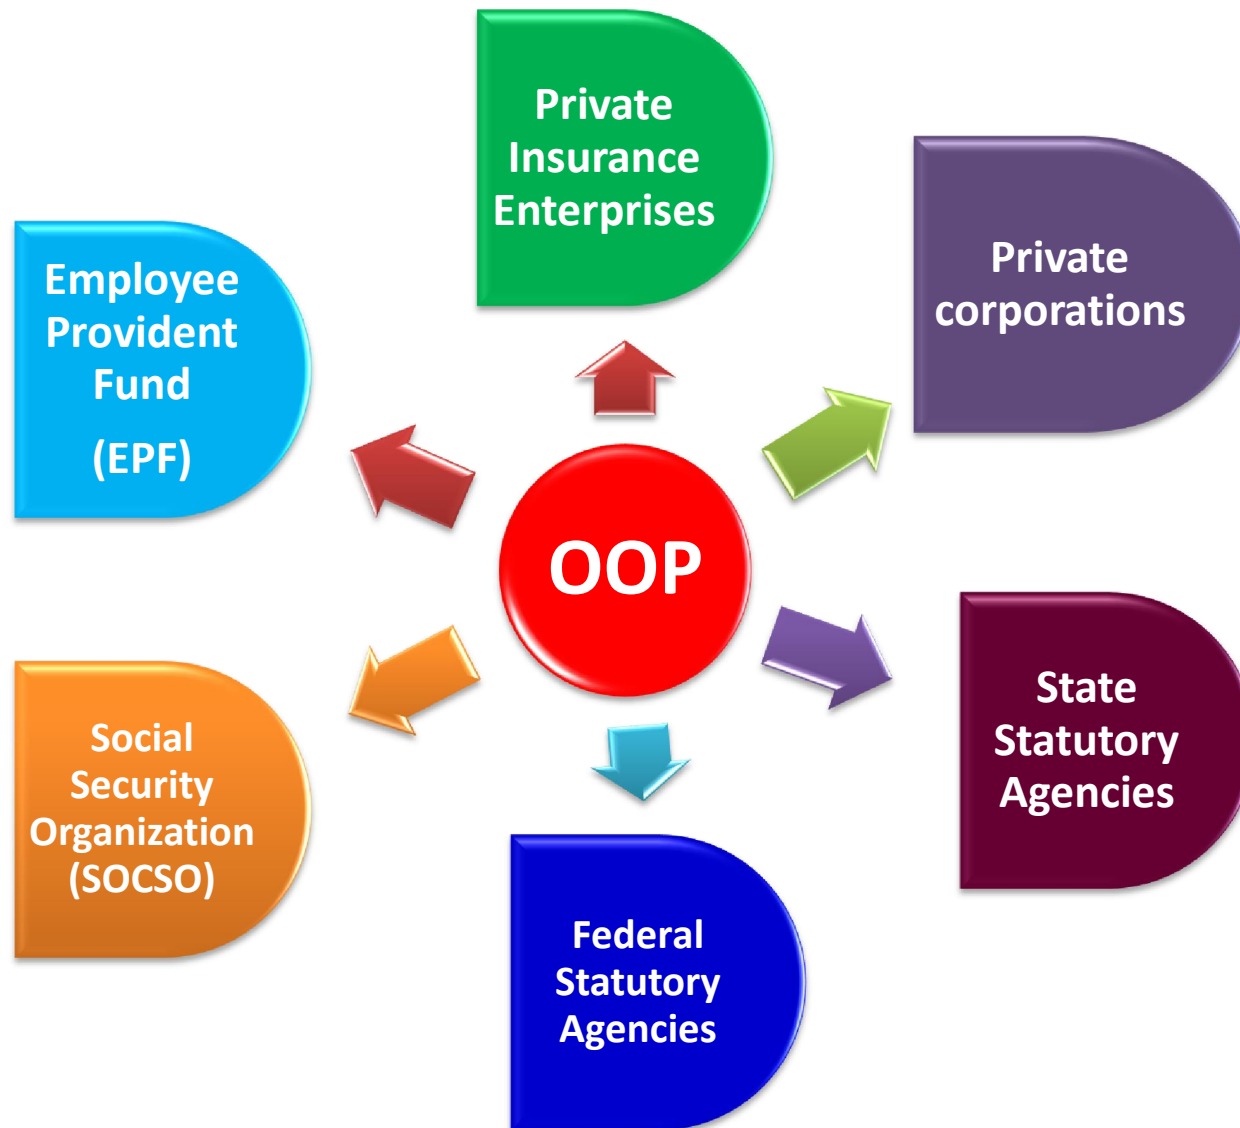 Private
Insurance
Enterprises
Private
corporations
Employee
Provident
Fund
(EPF)
OOP
State
Statutory
Agencies
Social
Security
Organization
(SOCSO)
Federal
Statutory
Agencies